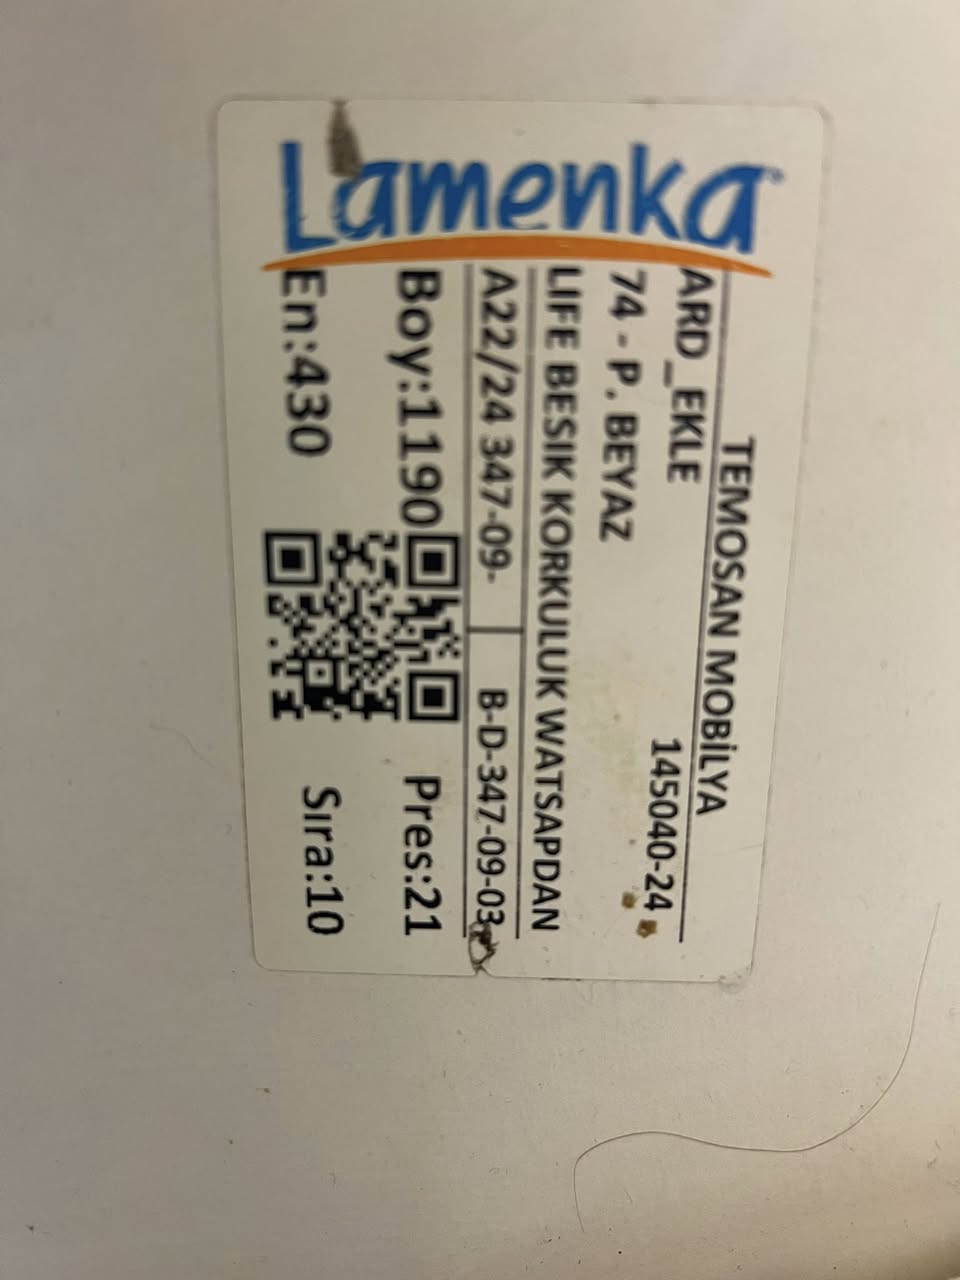 Lamenka
TEMOSAN MOBİLYA
ARD_EKLE 145040-24
74 - P. BEYAZ
LIFE BESIK KORKULUK WATSAPDAN
A22/24 347-09- B-D-347-09-03
Boy:1190 Pres:21
En:430 Sıra:10